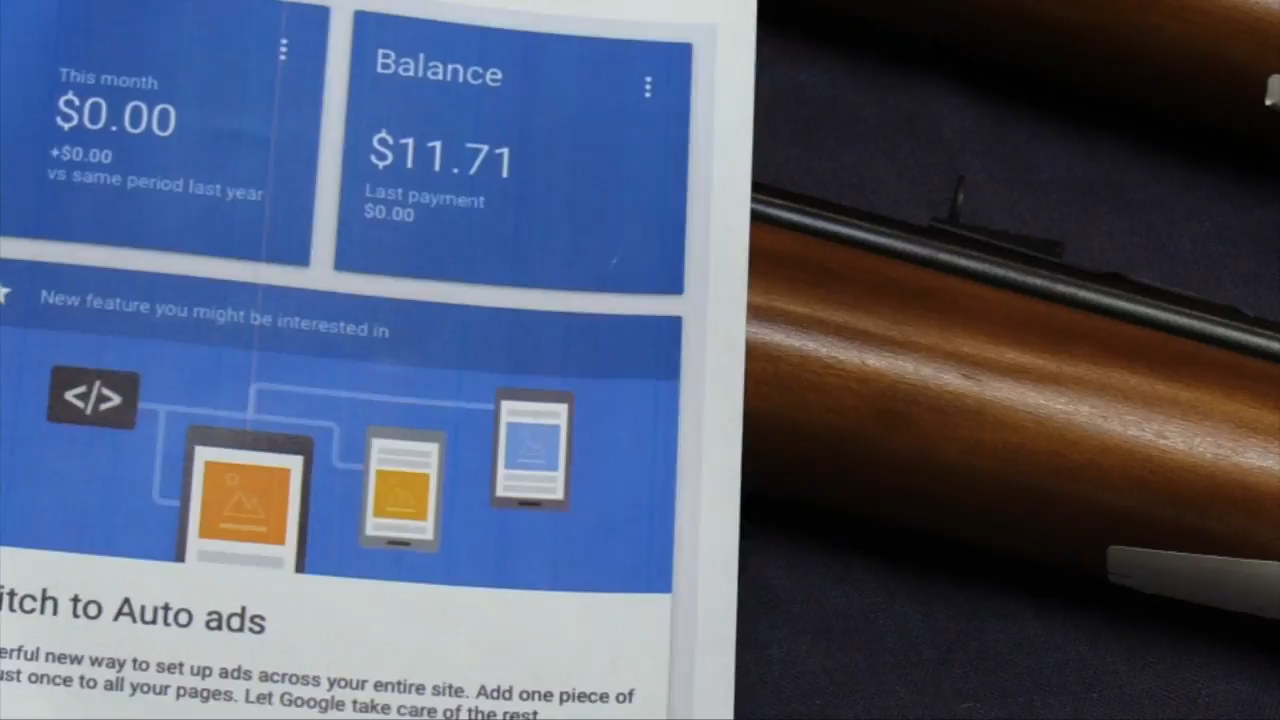 This month
$0.00
+$0.00
vs same period last year
Balance
$11.71
Last payment
$0.00
New feature you might be interested in
</>
itch to Auto ads
erful new way to set up ads across your entire site. Add one piece of
ust once to all your pages. Let Google take care of the rest